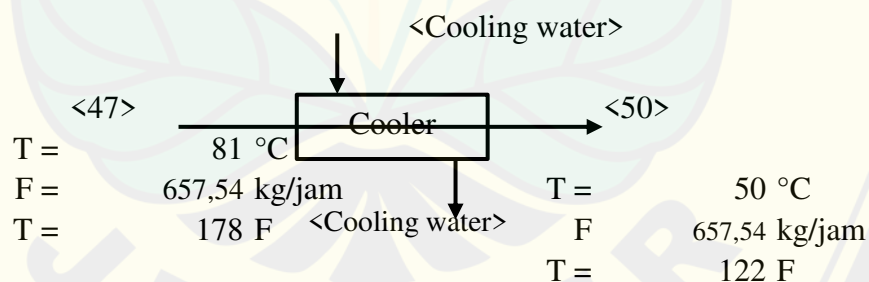 <Cooling water>
<47>
Cooler
<50>
T = 81 °C
F = 657,54 kg/jam
T = 178 F
<Cooling water>
T = 50 °C
F 657,54 kg/jam
T = 122 F